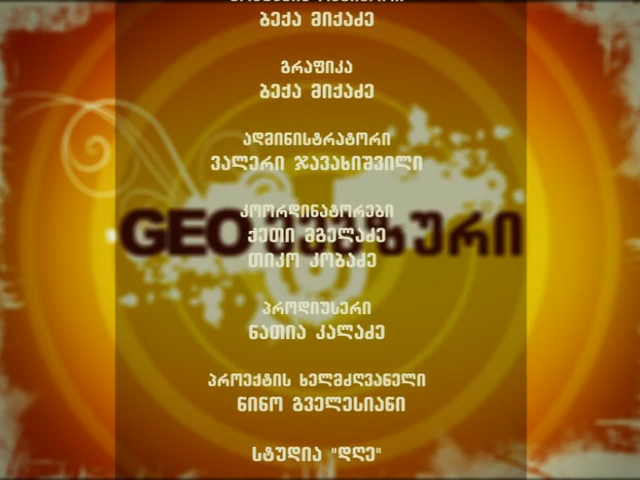 ბექა მიქაძე
გრაფიკა
ბექა მიქაძე
ადმინისტრატორი
ვალერი ჯავახიშვილი
კოორდინატორები
ქეთი მგელაძე
თიკო კობაძე
პროდიუსერი
ნათია კალაძე
პროექტის ხელმძღვანელი
ნინო გველესიანი
სტუდია "დღე"